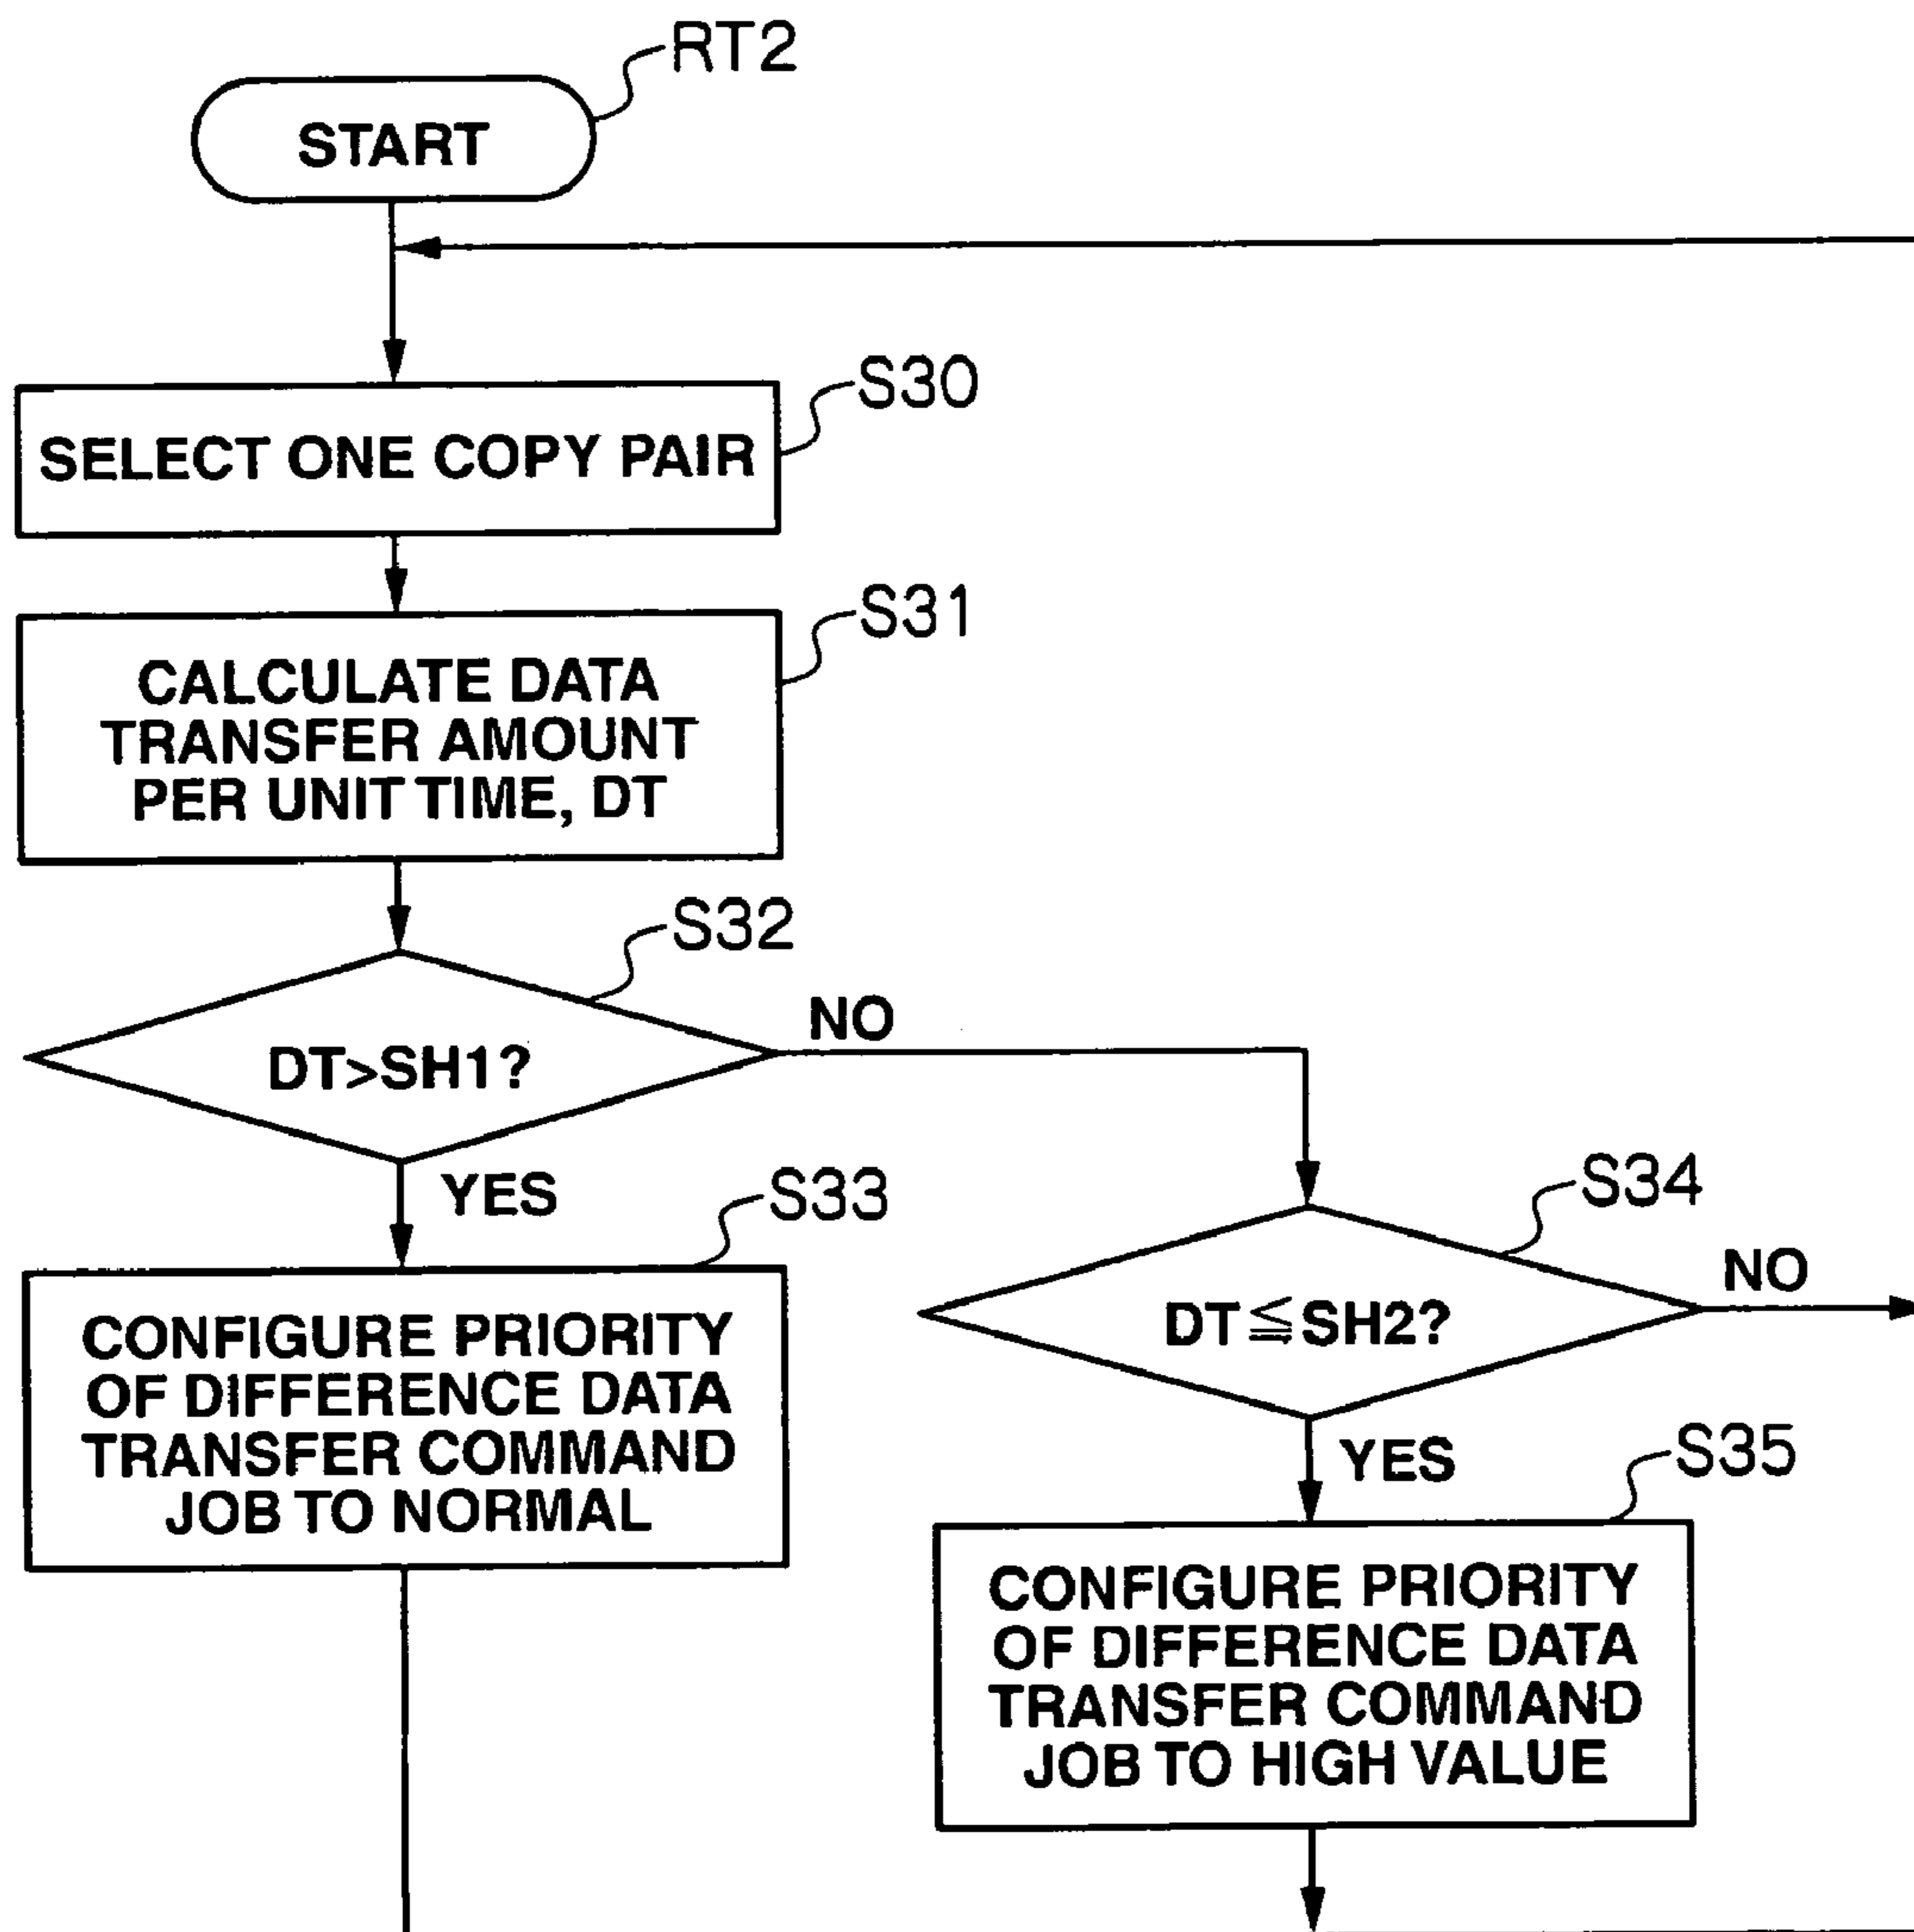 RT2
START
S30
SELECT ONE COPY PAIR
S31
CALCULATE DATA
TRANSFER AMOUNT
PER UNIT TIME, DT
S32
DT>SH1?
NO
YES
S33
CONFIGURE PRIORITY
OF DIFFERENCE DATA
TRANSFER COMMAND
JOB TO NORMAL
S34
DT≦SH2?
NO
YES
S35
CONFIGURE PRIORITY
OF DIFFERENCE DATA
TRANSFER COMMAND
JOB TO HIGH VALUE